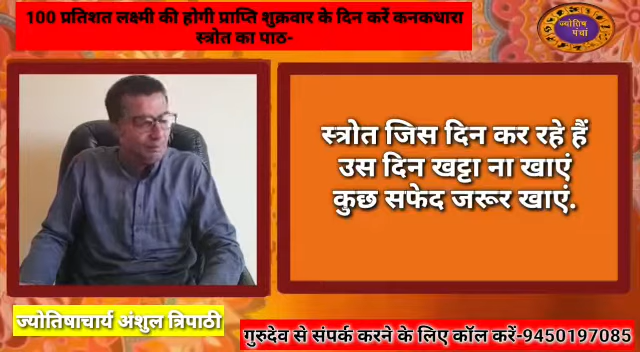 100 प्रतिशत लक्ष्मी की होगी प्राप्ति शुक्रवार के दिन करें कनकधारा
स्त्रोत का पाठ-
ज्योतिष
पंचां
स्त्रोत जिस दिन कर रहे हैं
उस दिन खट्टा ना खाएं
कुछ सफेद जरूर खाएं.
ज्योतिषाचार्य अंशुल त्रिपाठी
गुरुदेव से संपर्क करने के लिए कॉल करें-9450197085